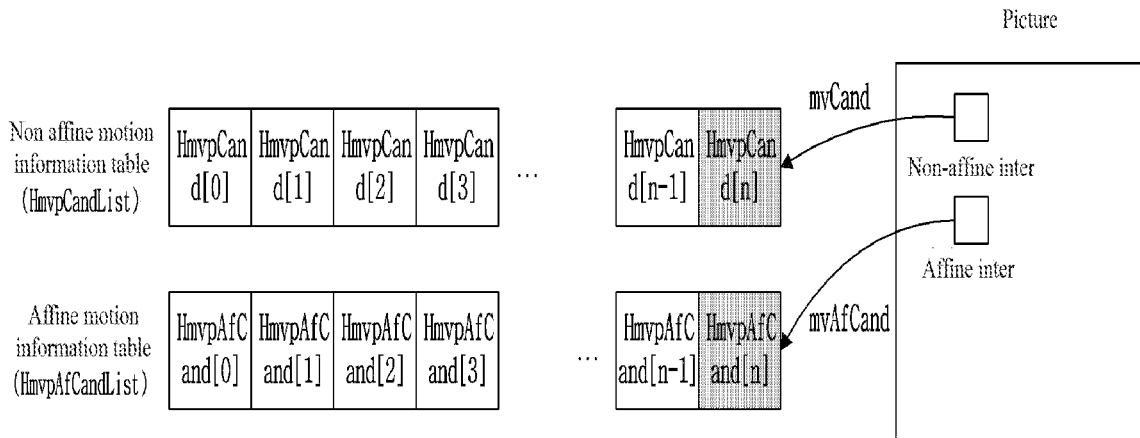 Picture
mvCand
Non affine motion
information table
(HmvpCandList)
HmvpCan
d[0]
HmvpCan
d[1]
HmvpCan
d[2]
HmvpCan
d[3]
...
HmvpCan
d[n-1]
HmvpCan
d[n]
Non-affine inter
Affine inter
Affine motion
information table
(HmvpAfCandList)
HmvpAfC
and[0]
HmvpAfC
and[1]
HmvpAfC
and[2]
HmvpAfC
and[3]
...
HmvpAfC
and[n-1]
HmvpAfC
and[n]
mvAfCand